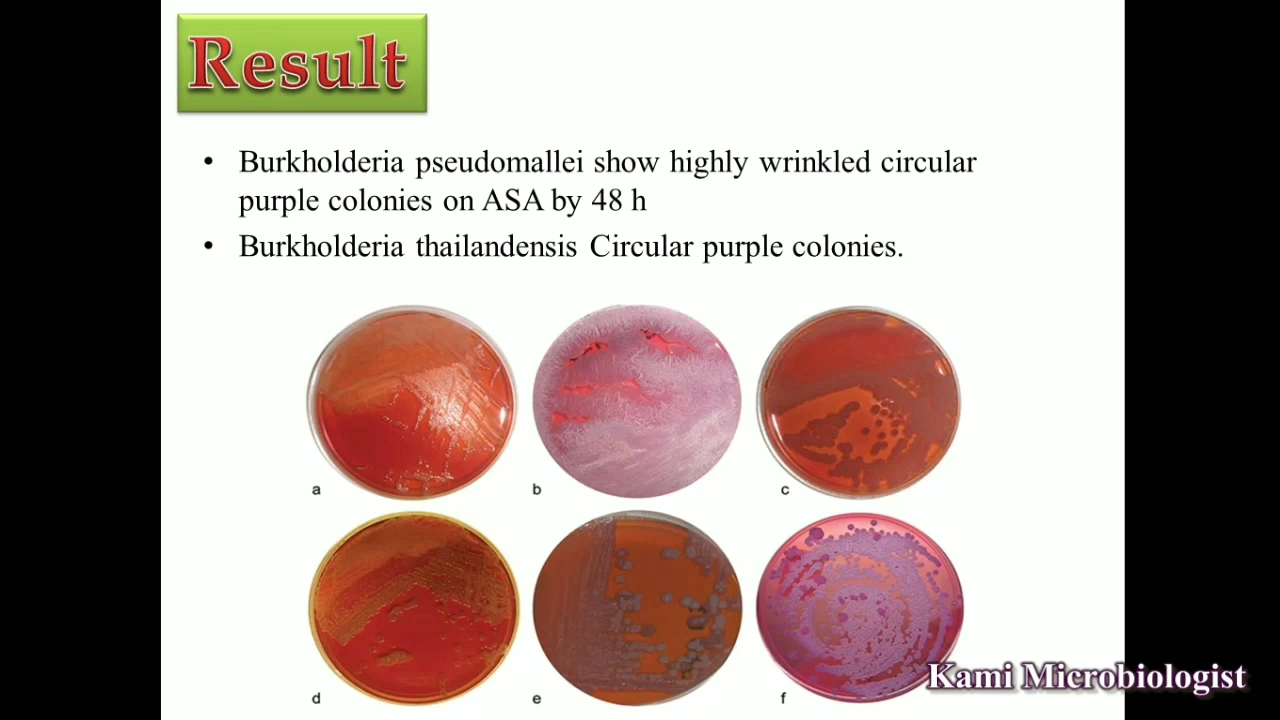 Result
• Burkholderia pseudomallei show highly wrinkled circular
purple colonies on ASA by 48 h
• Burkholderia thailandensis Circular purple colonies.
a
b
c
d
e
f
Kami Microbiologist